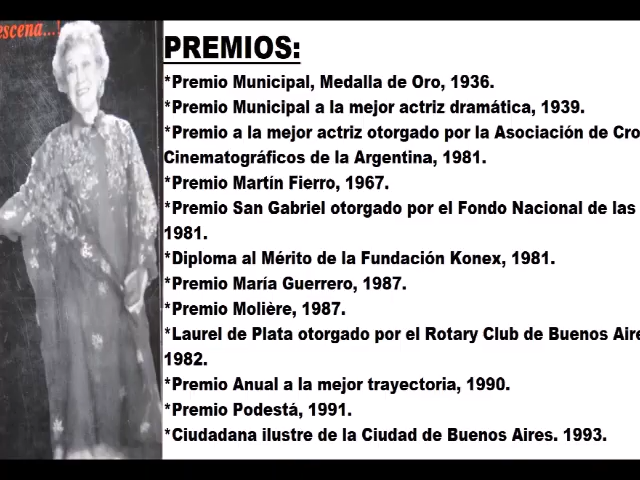 escena...!
PREMIOS:
*Premio Municipal, Medalla de Oro, 1936.
*Premio Municipal a la mejor actriz dramática, 1939.
*Premio a la mejor actriz otorgado por la Asociación de Cro
Cinematográficos de la Argentina, 1981.
*Premio Martín Fierro, 1967.
*Premio San Gabriel otorgado por el Fondo Nacional de las
1981.
*Diploma al Mérito de la Fundación Konex, 1981.
*Premio María Guerrero, 1987.
*Premio Molière, 1987.
*Laurel de Plata otorgado por el Rotary Club de Buenos Aire
1982.
*Premio Anual a la mejor trayectoria, 1990.
*Premio Podestá, 1991.
*Ciudadana ilustre de la Ciudad de Buenos Aires. 1993.